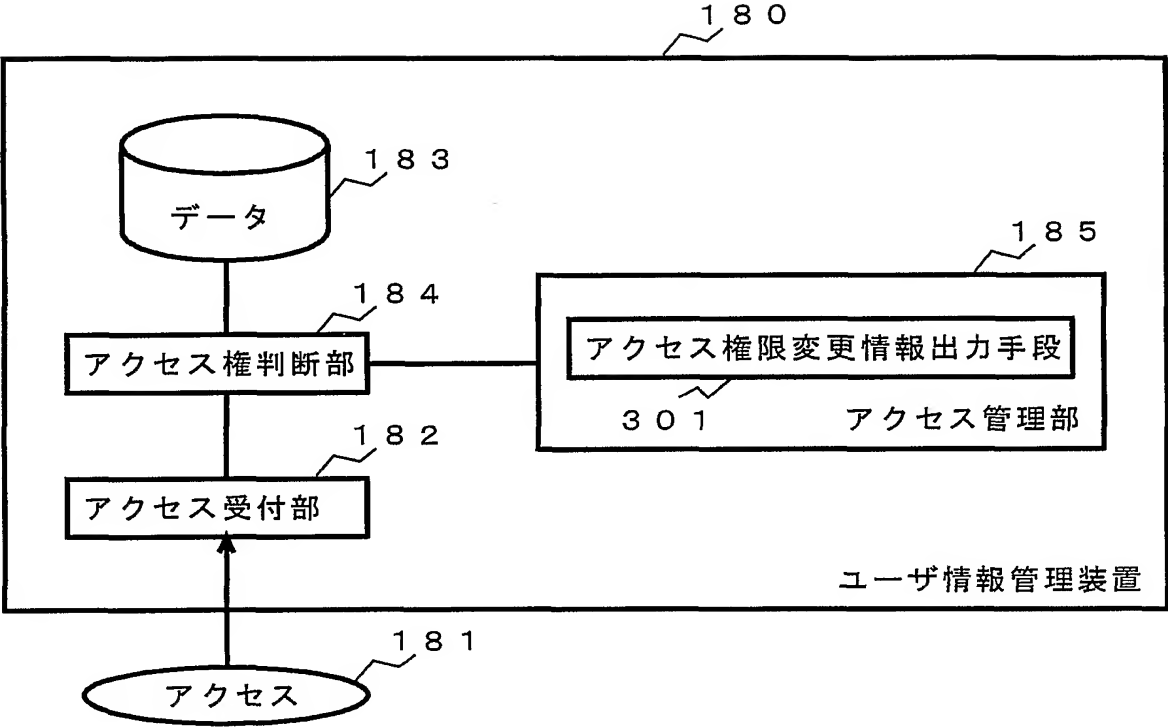 １８０
１８３
データ
１８５
１８４
アクセス権限変更情報出力手段
アクセス権判断部
３０１
アクセス管理部
１８２
アクセス受付部
ユーザ情報管理装置
１８１
アクセス